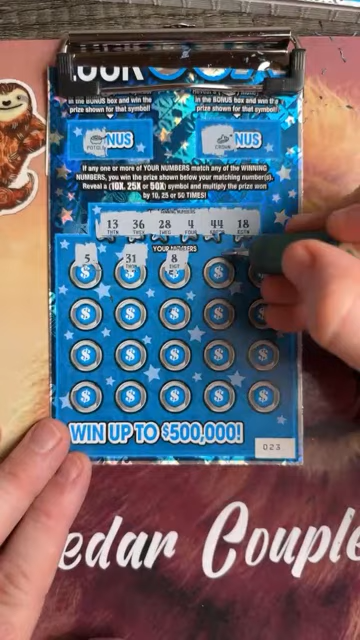 in the BONUS box and win the
prize shown for that symbol!
in the BONUS box and win the
prize shown for that symbol!
NUS
NUS
CROWN
If any one or more of YOUR NUMBERS match any of the WINNING
NUMBERS, you win the prize shown below your matching number(s).
Reveal a (10X, 25X or 50X) symbol and multiply the prize won
by 10, 25 or 50 TIMES!
WINNING NUMBERS
13 36 28 4 44 18
YOUR NUMBERS
5 31 8
$ $ $ $
$ $ $ $
$ $ $ $ $
$ $ $ $ $
WIN UP TO $500,000!
023
edar Couple